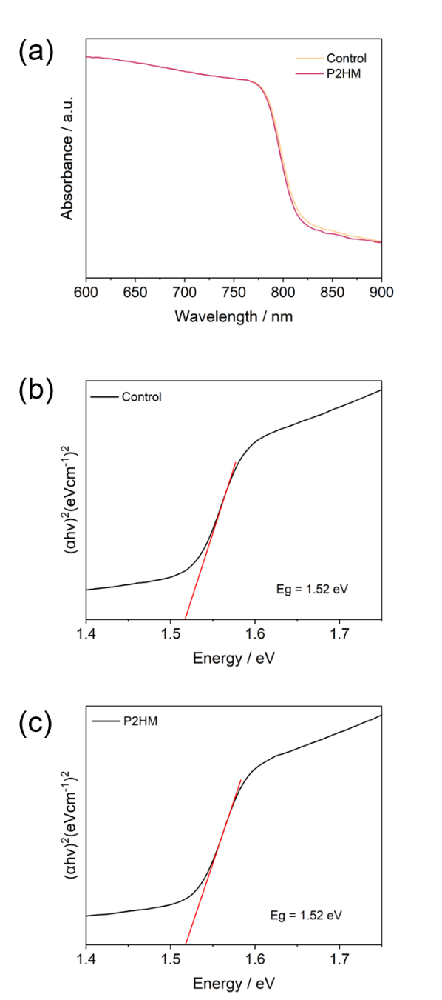 (a)
Control
P2HM
Absorbance / a.u.
600 650 700 750 800 850 900
Wavelength / nm
(b)
Control
(αhν)²(eVcm⁻¹)²
Eg = 1.52 eV
1.4 1.5 1.6 1.7
Energy / eV
(c)
P2HM
(αhν)²(eVcm⁻¹)²
Eg = 1.52 eV
1.4 1.5 1.6 1.7
Energy / eV